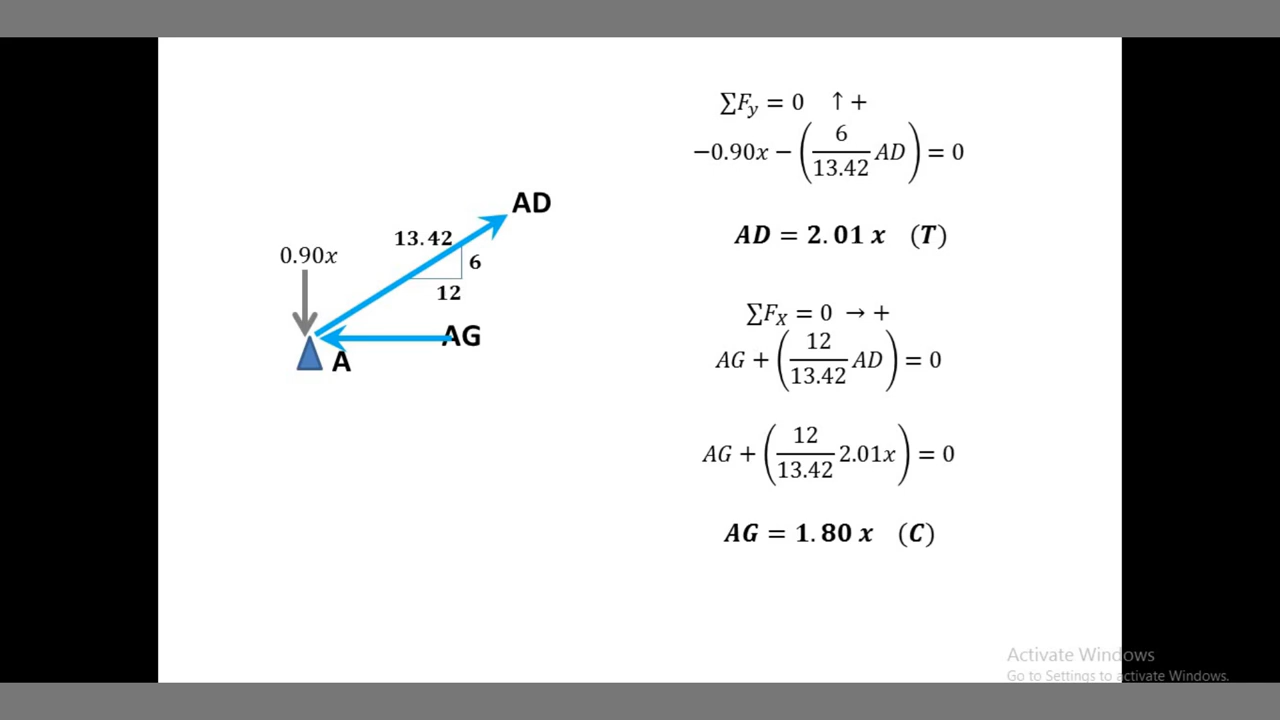 ∑Fy = 0 ↑ +
−0.90x − (6/13.42 AD) = 0
AD = 2.01 x (T)
∑Fx = 0 → +
AG + (12/13.42 AD) = 0
AG + (12/13.42 2.01x) = 0
AG = 1.80 x (C)
AD
13.42
0.90x
6
12
AG
A
Activate Windows
Go to Settings to activate Windows.